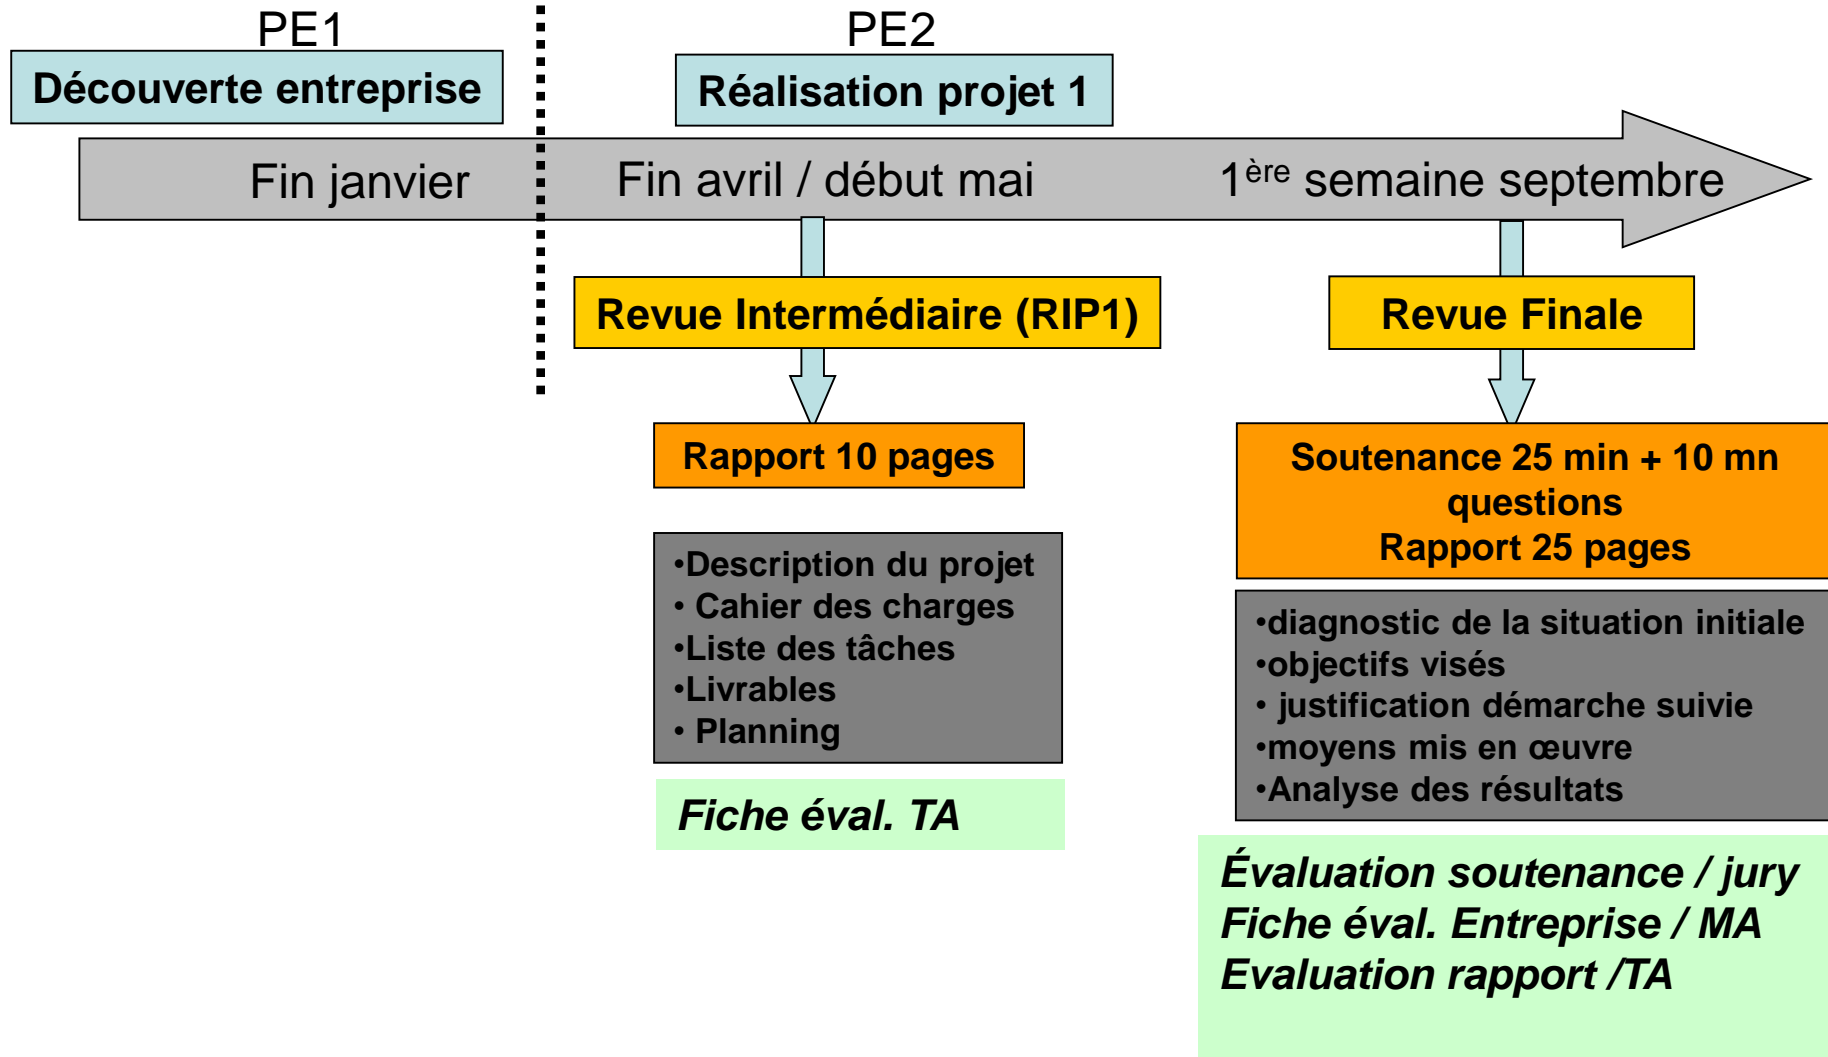 PE1
PE2
Découverte entreprise
Réalisation projet 1
Fin janvier
Fin avril / début mai
1ère semaine septembre
Revue Intermédiaire (RIP1)
Revue Finale
Rapport 10 pages
•Description du projet
• Cahier des charges
•Liste des tâches
•Livrables
• Planning
Fiche éval. TA
Soutenance 25 min + 10 mn
questions
Rapport 25 pages
•diagnostic de la situation initiale
•objectifs visés
• justification démarche suivie
•moyens mis en œuvre
•Analyse des résultats
Évaluation soutenance / jury
Fiche éval. Entreprise / MA
Evaluation rapport /TA